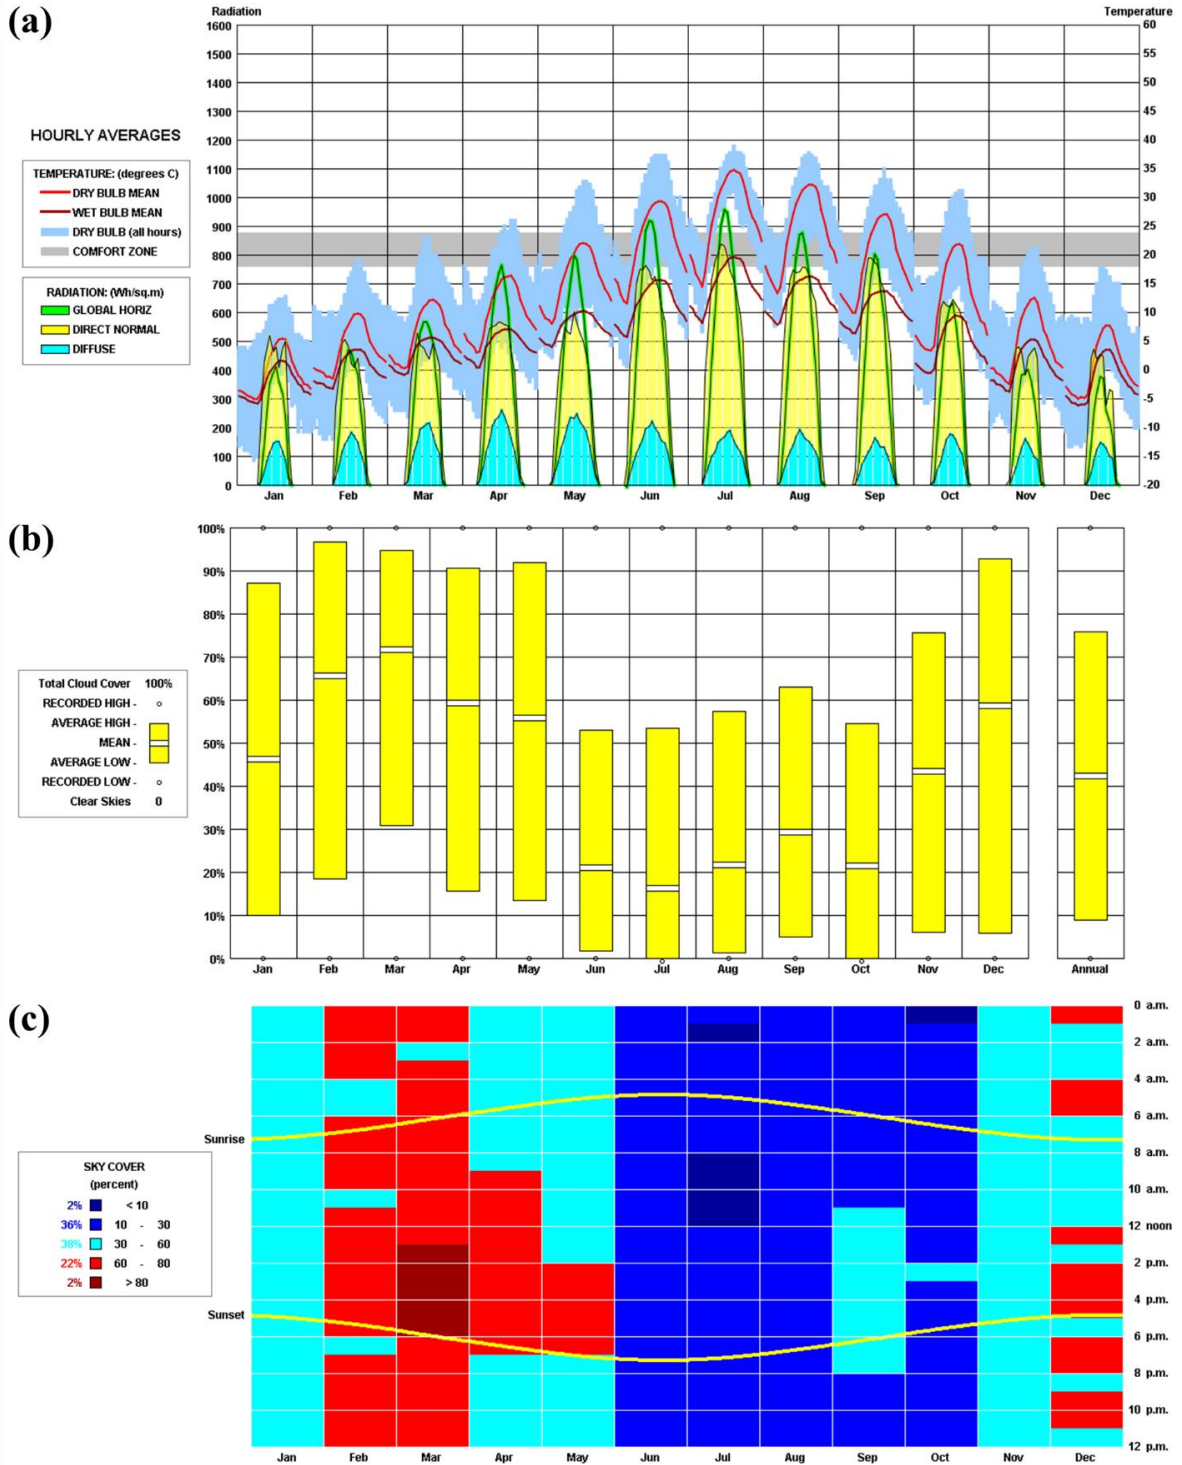 (a)
Radiation Temperature
1600 60
1500 55
1400 50
1300 45
1200 40
1100 35
1000 30
900 25
800 20
700 15
600 10
500 5
400 0
300 -5
200 -10
100 -15
0 -20
HOURLY AVERAGES
TEMPERATURE: (degrees C)
DRY BULB MEAN
WET BULB MEAN
DRY BULB (all hours)
COMFORT ZONE
RADIATION: (Wh/sq.m)
GLOBAL HORIZ
DIRECT NORMAL
DIFFUSE
Jan Feb Mar Apr May Jun Jul Aug Sep Oct Nov Dec
(b)
100%
90%
80%
70%
60%
50%
40%
30%
20%
10%
0%
Total Cloud Cover 100%
RECORDED HIGH -
AVERAGE HIGH -
MEAN -
AVERAGE LOW -
RECORDED LOW -
Clear Skies 0
Jan Feb Mar Apr May Jun Jul Aug Sep Oct Nov Dec Annual
(c)
0 a.m.
2 a.m.
4 a.m.
6 a.m.
8 a.m.
10 a.m.
12 noon
2 p.m.
4 p.m.
6 p.m.
8 p.m.
10 p.m.
12 p.m.
Sunrise
SKY COVER
(percent)
2% < 10
36% 10 - 30
38% 30 - 60
22% 60 - 80
2% > 80
Sunset
Jan Feb Mar Apr May Jun Jul Aug Sep Oct Nov Dec